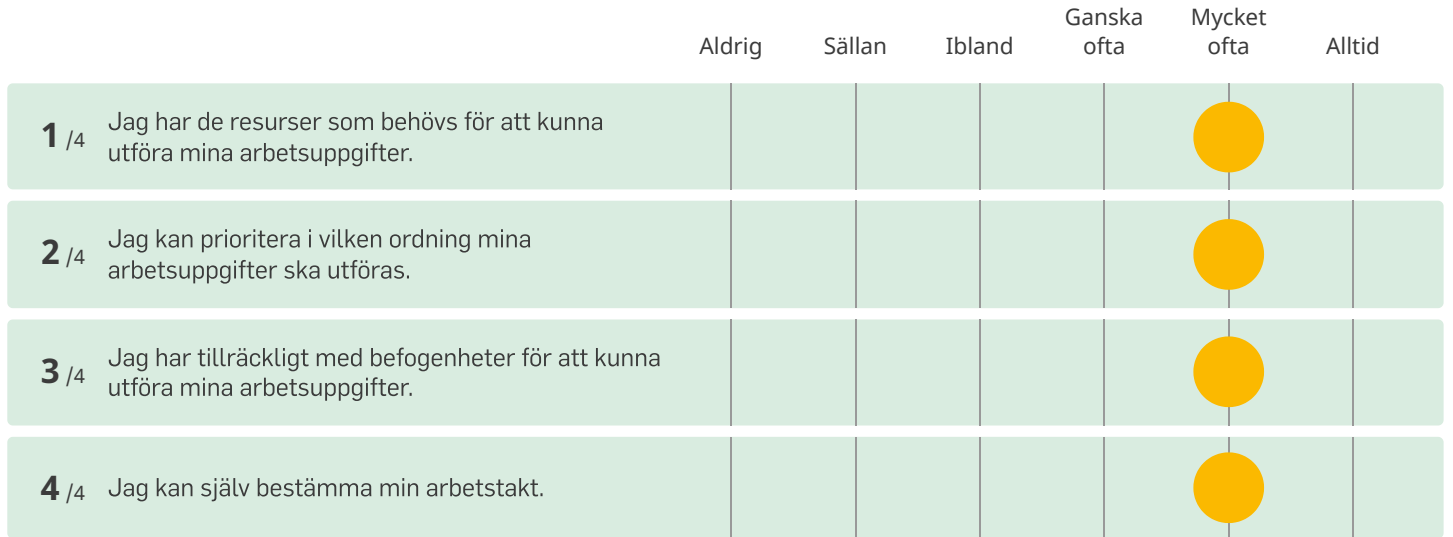 Aldrig Sällan Ibland Ganska ofta Mycket ofta Alltid
1 /4 Jag har de resurser som behövs för att kunna
utföra mina arbetsuppgifter.
2 /4 Jag kan prioritera i vilken ordning mina
arbetsuppgifter ska utföras.
3 /4 Jag har tillräckligt med befogenheter för att kunna
utföra mina arbetsuppgifter.
4 /4 Jag kan själv bestämma min arbetstakt.